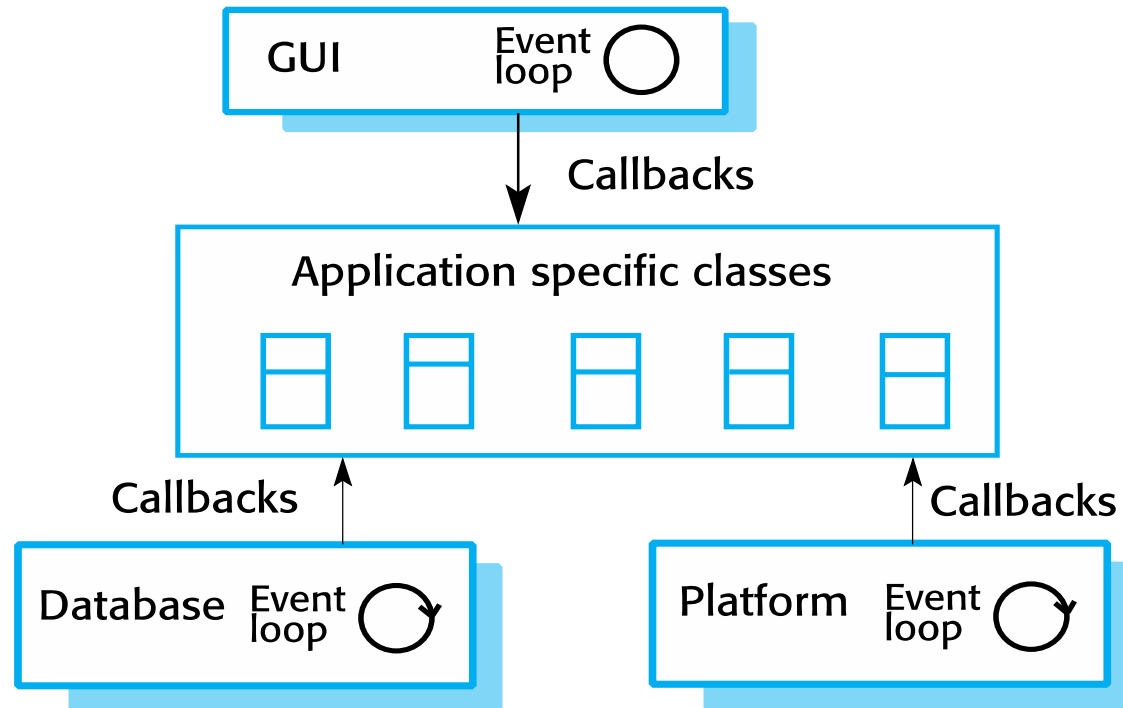 GUI
Event
loop
Callbacks
Application specific classes
Callbacks
Callbacks
Database
Event
loop
Platform
Event
loop